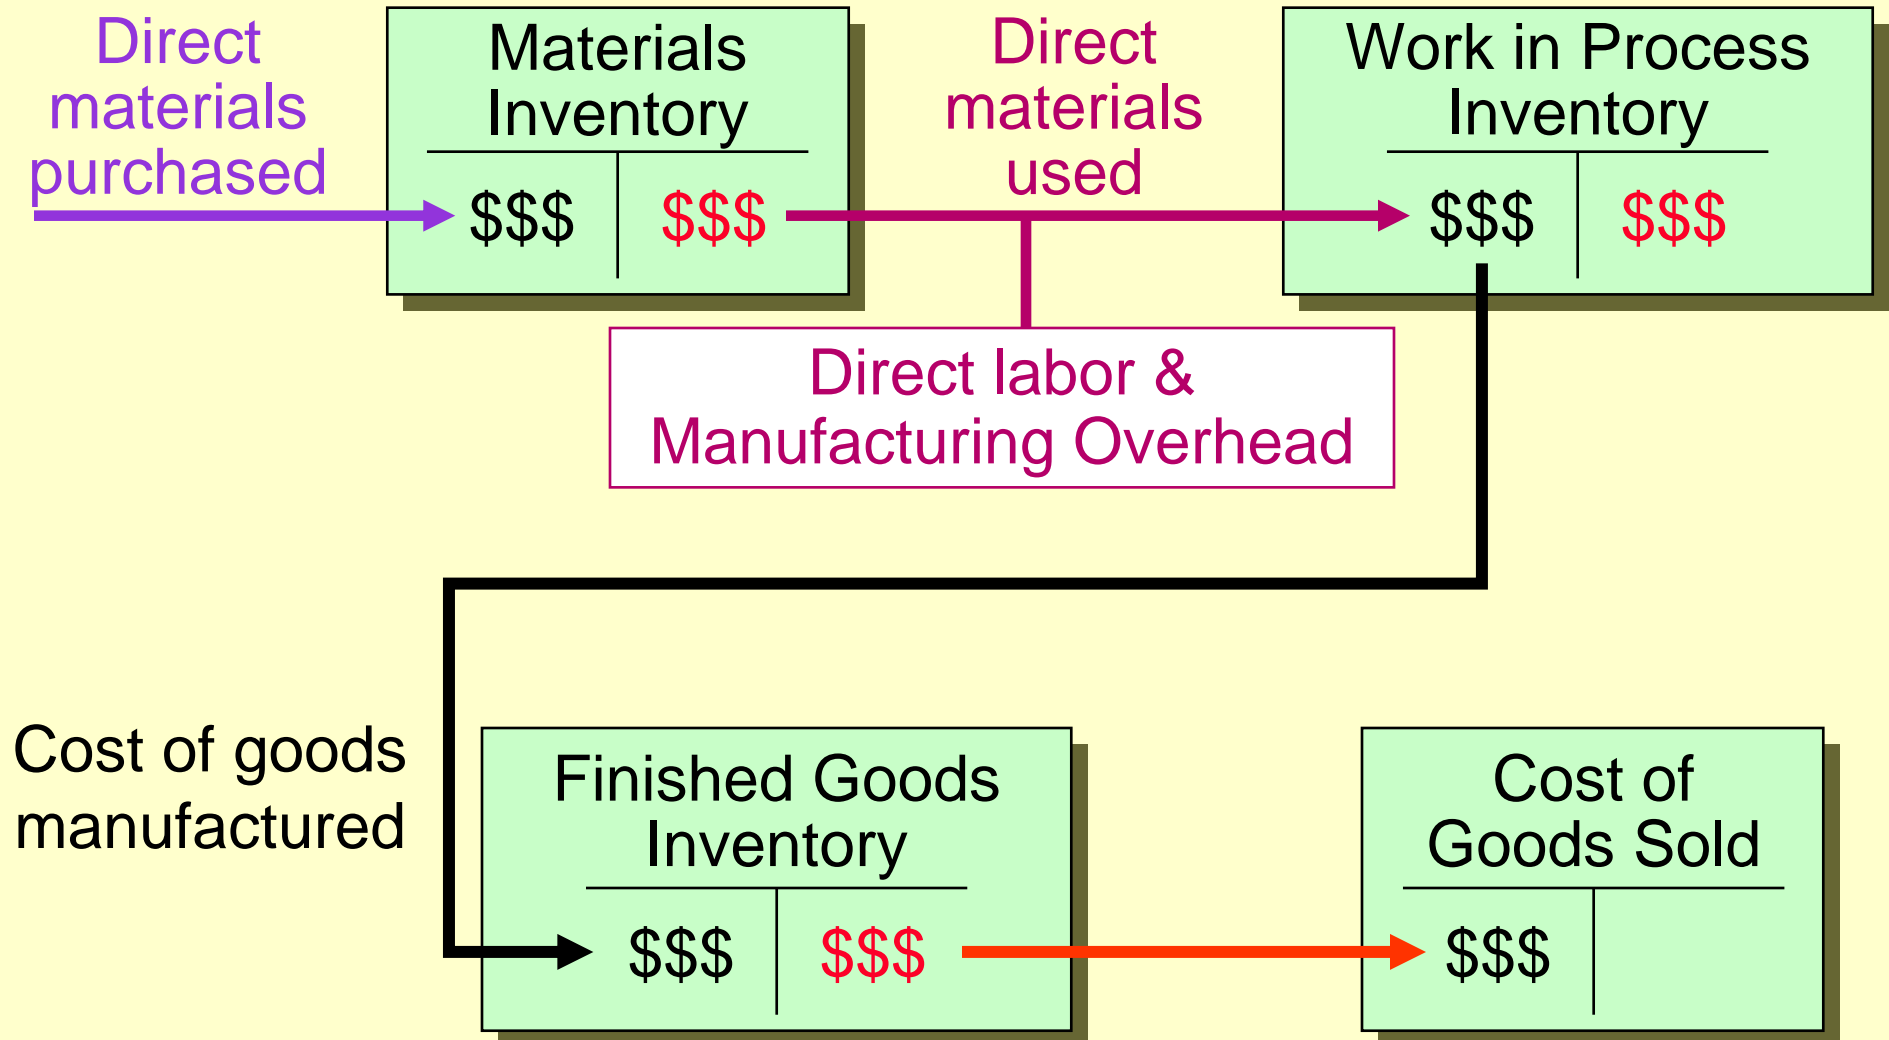 Direct
materials
purchased
Materials
Inventory
$$$ $$$
Direct
materials
used
Work in Process
Inventory
$$$ $$$
Direct labor &
Manufacturing Overhead
Cost of goods
manufactured
Finished Goods
Inventory
$$$ $$$
Cost of
Goods Sold
$$$